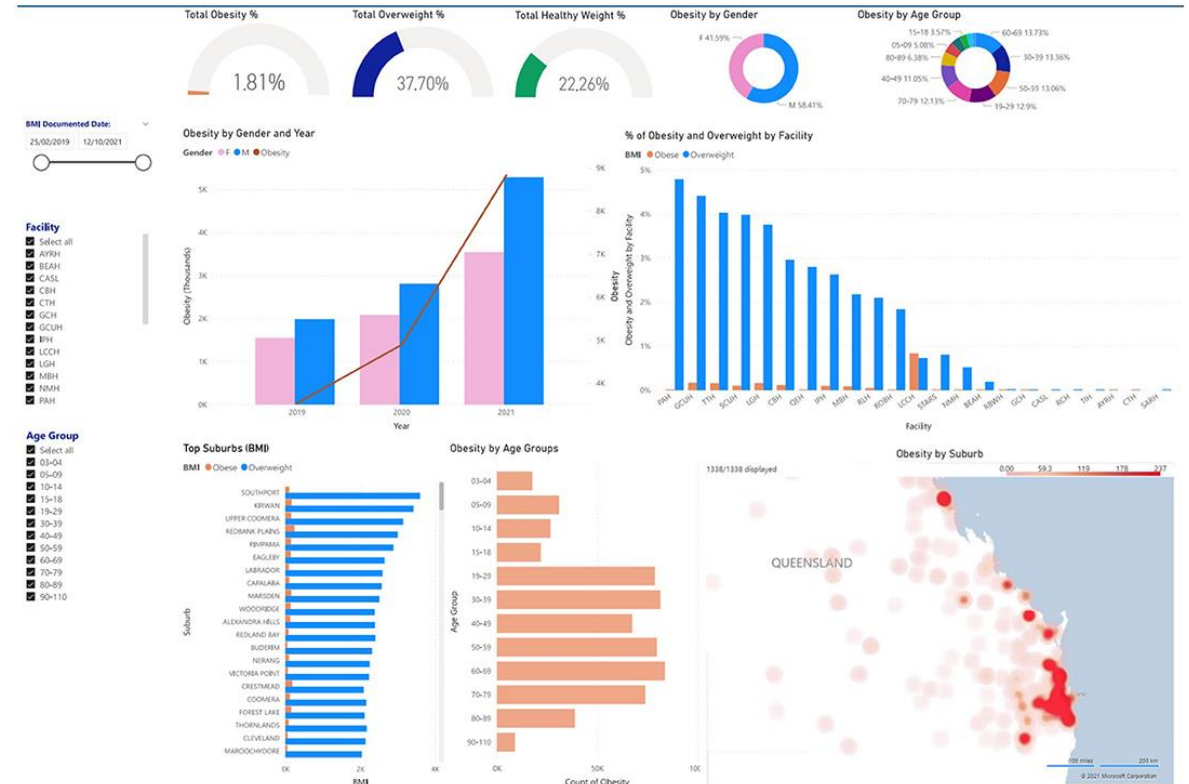 Total Obesity %
1.81%
Total Overweight %
37.70%
Total Healthy Weight %
22.26%
Obesity by Gender
F 41.59%
M 58.41%
Obesity by Age Group
15-18 3.57%
05-09 5.08%
80-89 6.38%
40-49 11.05%
70-79 12.13%
60-69 13.73%
30-39 13.36%
50-59 13.06%
19-29 12.9%
BMI Documented Date:
25/02/2019 12/10/2021
Facility
Select all
AYRH
BEAH
CASL
CBH
CTH
GCH
GCUH
IPH
LCCH
LGH
MBH
NMH
PAH
Age Group
Select all
03-04
05-09
10-14
15-18
19-29
30-39
40-49
50-59
60-69
70-79
80-89
90-110
Obesity by Gender and Year
Gender F M Obesity
Obesity (Thousands)
5K
4K
3K
2K
1K
0K
9K
8K
7K
6K
5K
4K
Obesity
2019 2020 2021
Year
% of Obesity and Overweight by Facility
BMI Obese Overweight
Obesity and Overweight by Facility
5%
4%
3%
2%
1%
0%
PAH GCUH TTH SCUH LGH CBH QEII IPH MBH RLH ROBH LCCH STARS NMH BEAH RBWH GCH CASL RCH TIH AYRH CTH SARH
Facility
Top Suburbs (BMI)
BMI Obese Overweight
Suburb
SOUTHPORT
KIRWAN
UPPER COOMERA
REDBANK PLAINS
PIMPAMA
EAGLEBY
LABRADOR
CAPALABA
MARSDEN
WOODRIDGE
ALEXANDRA HILLS
REDLAND BAY
BUDERIM
NERANG
VICTORIA POINT
CRESTMEAD
COOMERA
FOREST LAKE
THORNLANDS
CLEVELAND
MAROOCHYDORE
0K 2K 4K
BMI
Obesity by Age Groups
Age Group
03-04
05-09
10-14
15-18
19-29
30-39
40-49
50-59
60-69
70-79
80-89
90-110
0K 50K 10(
Count of Obesity
Obesity by Suburb
1338/1338 displayed
0.00 59.3 119 178 237
QUEENSLAND
100 miles 200 km
© 2021 Microsoft Corporation